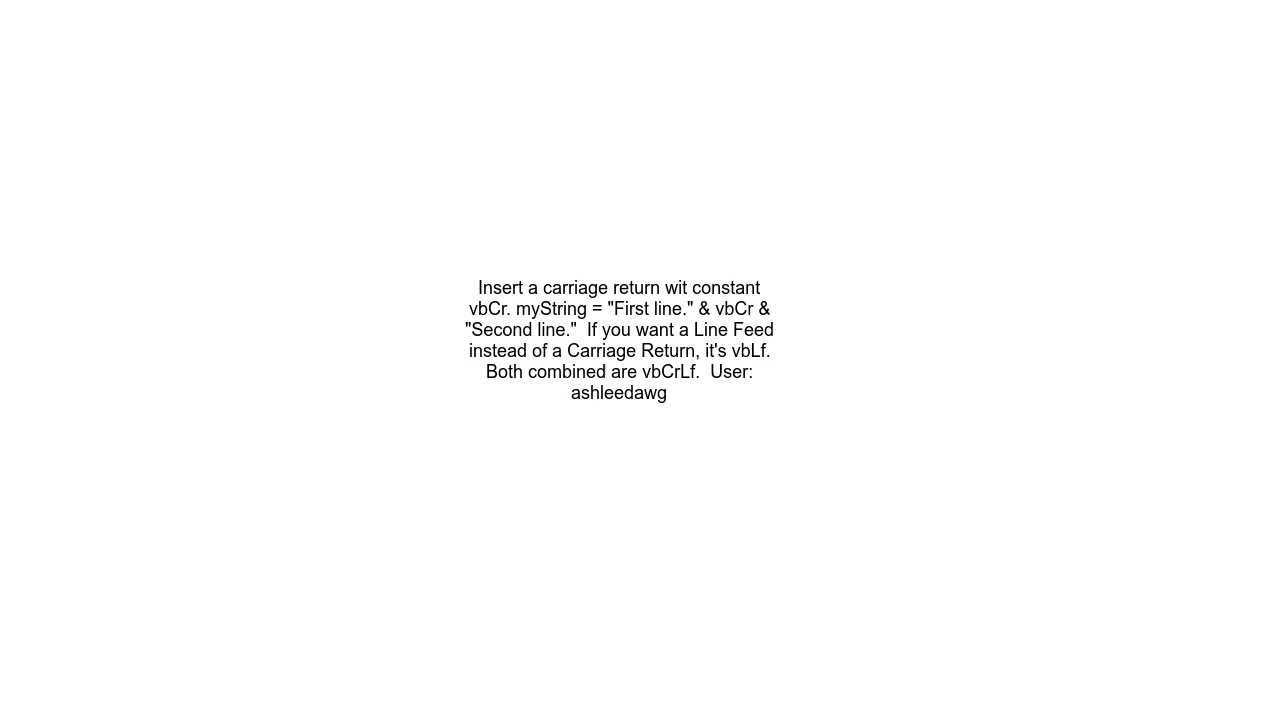 Insert a carriage return wit constant
vbCr. myString = "First line." & vbCr &
"Second line."  If you want a Line Feed
instead of a Carriage Return, it's vbLf.
Both combined are vbCrLf.  User:
ashleedawg